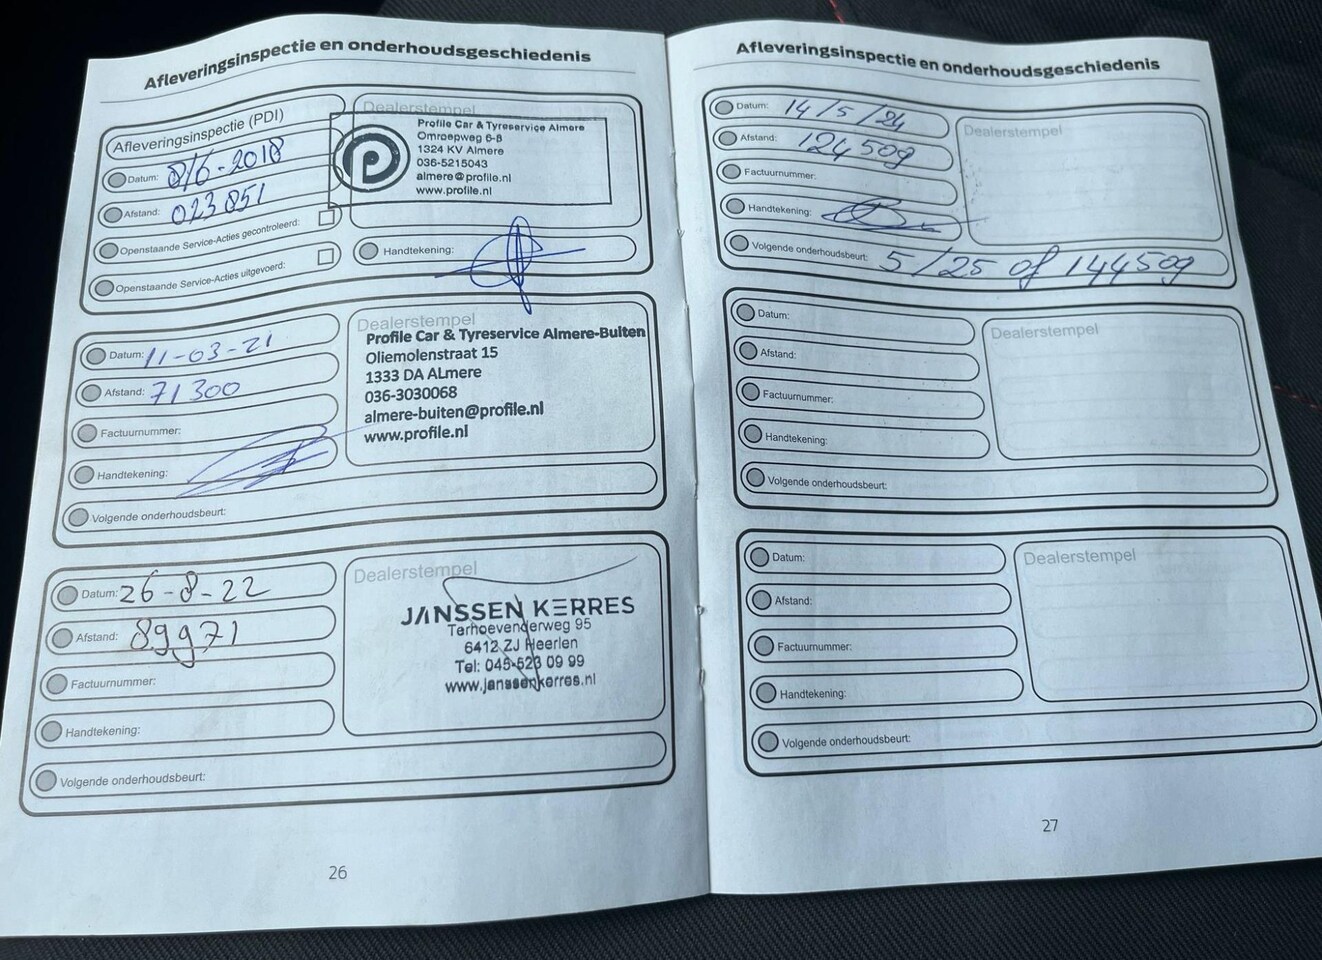 Afleveringsinspectie en onderhoudsgeschiedenis
Afleveringsinspectie (PDI)
Datum: 8/6-2018
Afstand: 023851
Openstaande Service-Acties gecontroleerd:
Openstaande Service-Acties uitgevoerd:
Dealerstempel
Profile Car & Tyreservice Almere
Omroepweg 6-8
1324 KV Almere
036-5215043
almere@profile.nl
www.profile.nl
Handtekening:
Datum: 11-03-21
Afstand: 71300
Factuurnummer:
Handtekening:
Volgende onderhoudsbeurt:
Dealerstempel
Profile Car & Tyreservice Almere-Buiten
Oliemolenstraat 15
1333 DA ALmere
036-3030068
almere-buiten@profile.nl
www.profile.nl
Datum: 26-8-22
Afstand: 89971
Factuurnummer:
Handtekening:
Volgende onderhoudsbeurt:
Dealerstempel
JANSSEN KERRES
Terhoevenderweg 95
6412 ZJ Heerlen
Tel: 045-523 09 99
www.janssenkerres.nl
26
Afleveringsinspectie en onderhoudsgeschiedenis
Datum: 14/5/24
Afstand: 124509
Factuurnummer:
Handtekening:
Volgende onderhoudsbeurt: 5/25 of 144509
Dealerstempel
Datum:
Afstand:
Factuurnummer:
Handtekening:
Volgende onderhoudsbeurt:
Dealerstempel
Datum:
Afstand:
Factuurnummer:
Handtekening:
Volgende onderhoudsbeurt:
Dealerstempel
27